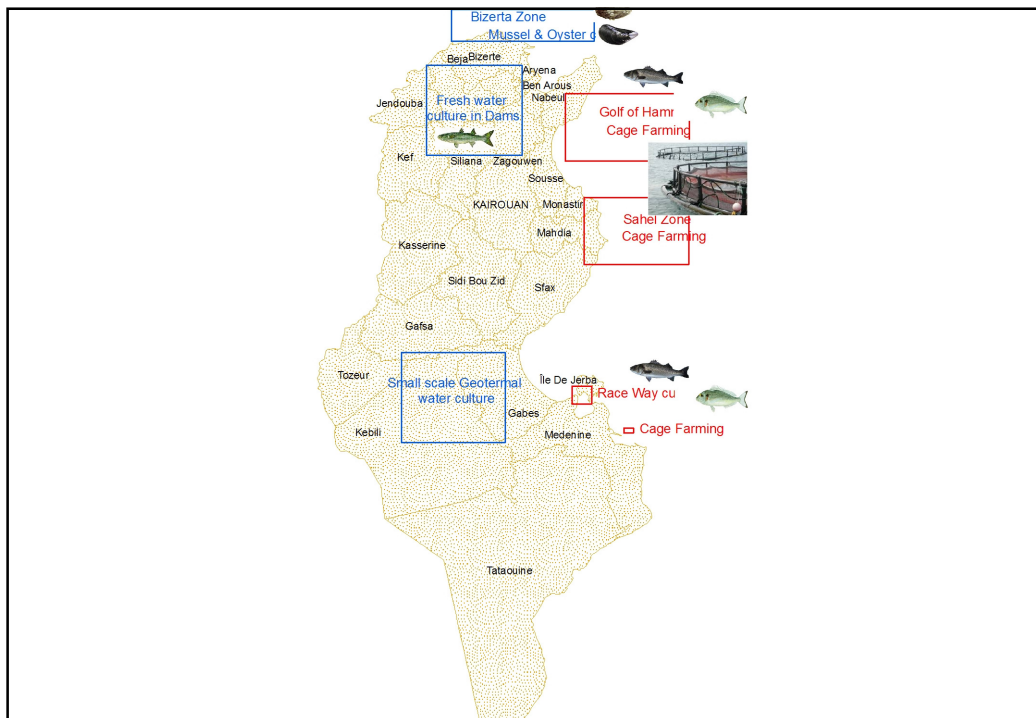 Bizerta Zone
Mussel & Oyster c
Beja
Bizerte
Aryena
Ben Arous
Nabeul
Jendouba
Fresh water
culture in Dams
Golf of Hamr
Cage Farming
Kef
Siliana
Zagouwen
Sousse
KAIROUAN
Monastir
Sahel Zone
Cage Farming
Mahdia
Kasserine
Sidi Bou Zid
Sfax
Gafsa
Tozeur
Small scale Geotermal
water culture
Île De Jerba
Race Way cu
Gabes
Kebili
Medenine
Cage Farming
Tataouine